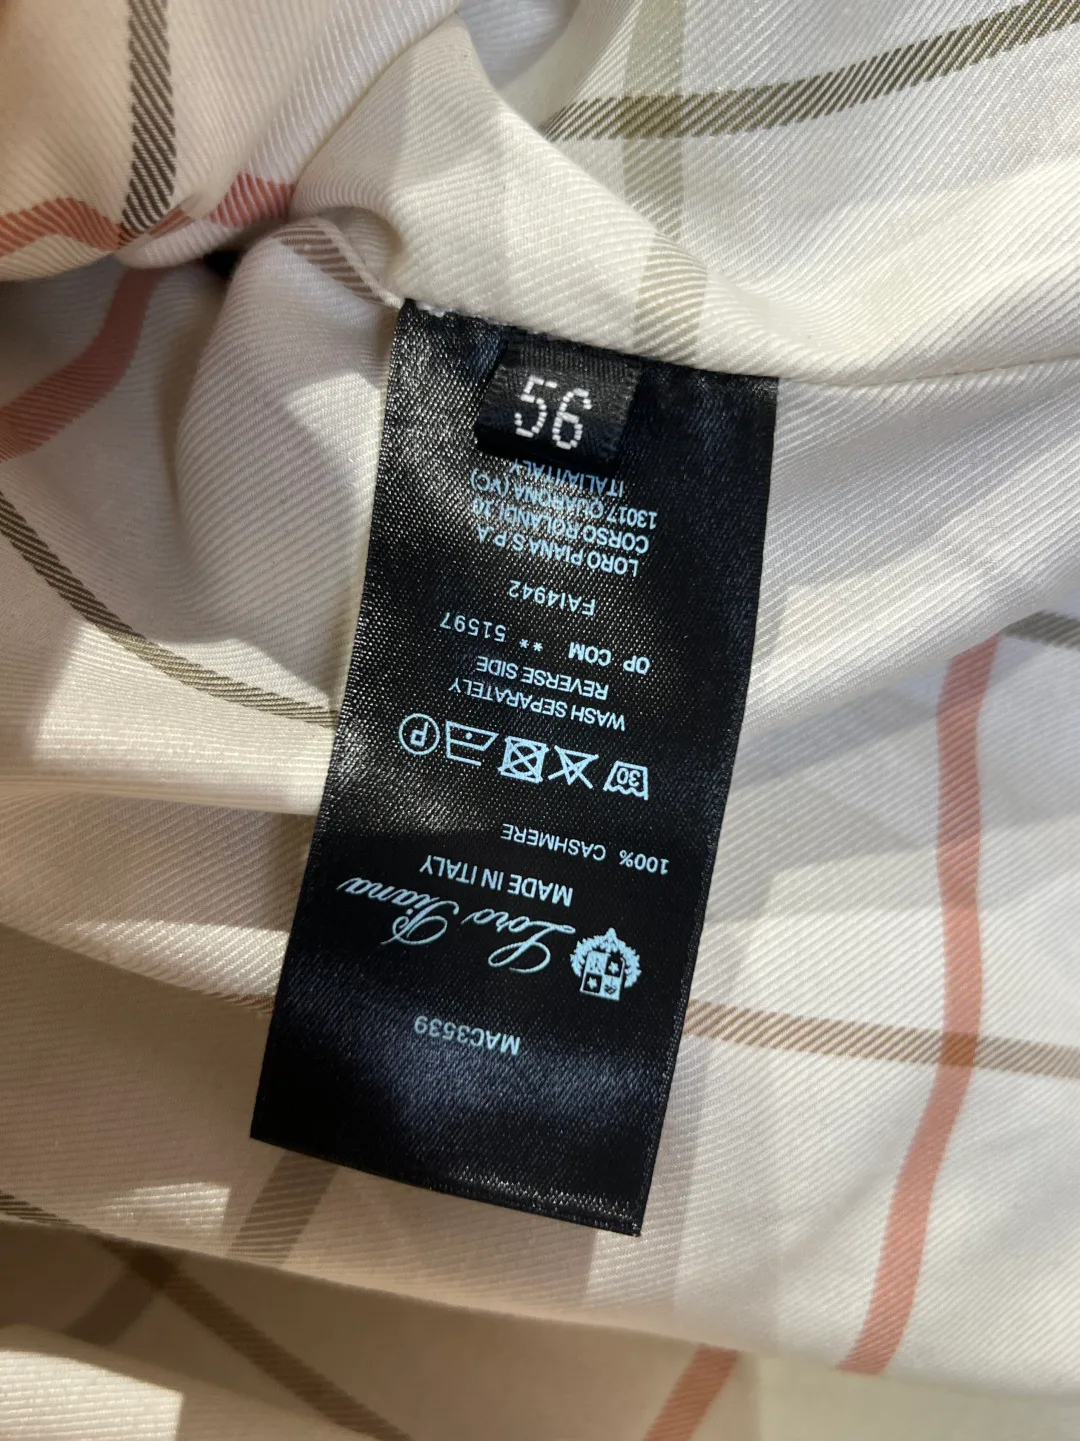 MAC3539
Loro Piana
MADE IN ITALY
100% CASHMERE
30 P
WASH SEPARATELY
REVERSE SIDE
OP COM ** 51597
FAI4942
LORO PIANA S P A
CORSO ROLANDI 10
13017 QUARONA (VC)
ITALIA/ITALY
56